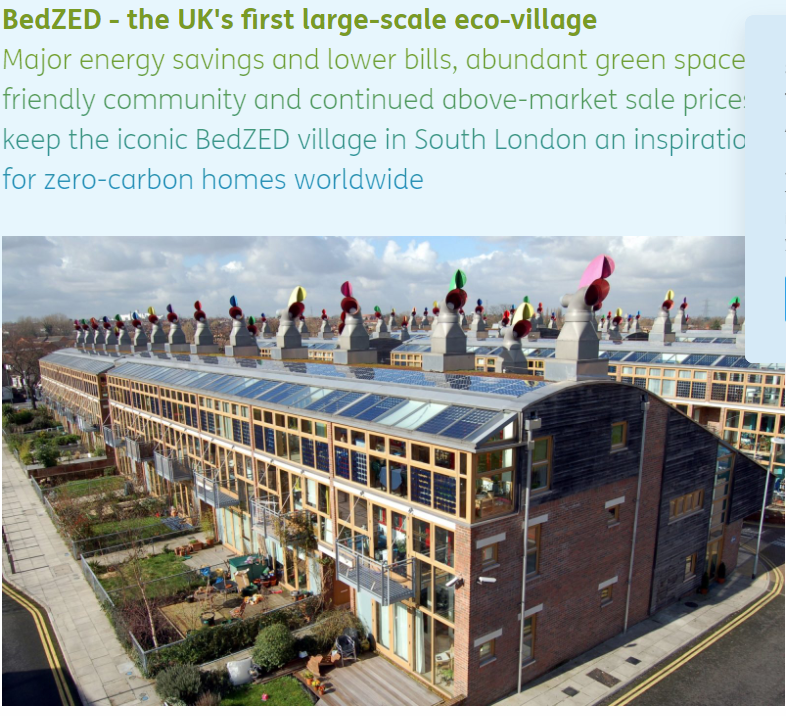 BedZED - the UK's first large-scale eco-village
Major energy savings and lower bills, abundant green space
friendly community and continued above-market sale price
keep the iconic BedZED village in South London an inspiratio
for zero-carbon homes worldwide